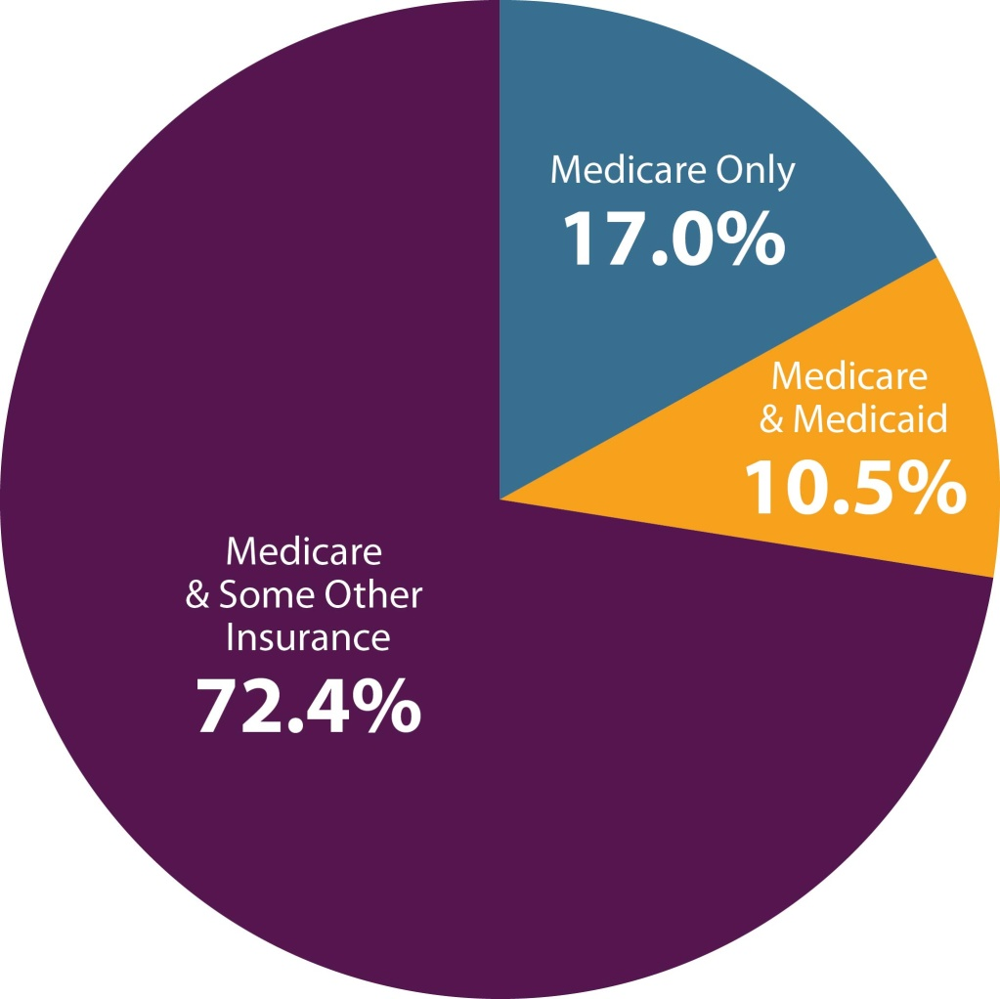 Medicare Only
17.0%
Medicare
& Medicaid
10.5%
Medicare
& Some Other
Insurance
72.4%